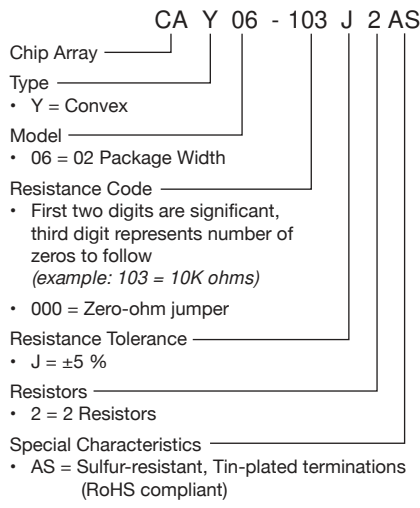 CA Y 06 - 103 J 2 AS
Chip Array
Type
• Y = Convex
Model
• 06 = 02 Package Width
Resistance Code
• First two digits are significant,
third digit represents number of
zeros to follow
(example: 103 = 10K ohms)
• 000 = Zero-ohm jumper
Resistance Tolerance
• J = ±5 %
Resistors
• 2 = 2 Resistors
Special Characteristics
• AS = Sulfur-resistant, Tin-plated terminations
(RoHS compliant)